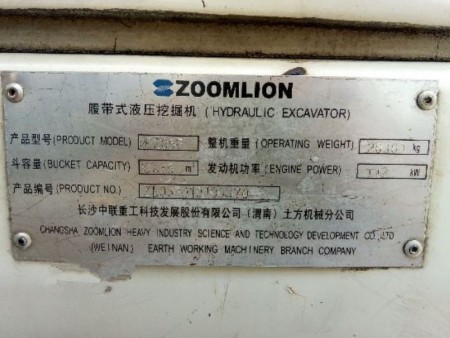 ZOOMLION
履带式液压挖掘机 (HYDRAULIC EXCAVATOR)
产品型号(PRODUCT MODEL) 整机重量(OPERATING WEIGHT) kg
斗容量(BUCKET CAPACITY) m³ 发动机功率(ENGINE POWER) kW
产品编号(PRODUCT NO.)
长沙中联重工科技发展股份有限公司(渭南)土方机械分公司
CHANGSHA ZOOMLION HEAVY INDUSTRY SCIENCE AND TECHNOLOGY DEVELOPMENT CO.,LTD
(WEINAN) EARTH WORKING MACHINERY BRANCH COMPANY